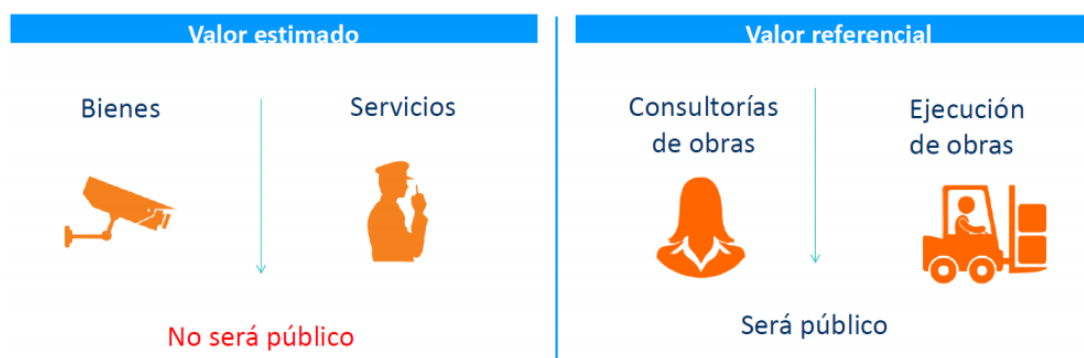 Valor estimado
Bienes
Servicios
No será público
Valor referencial
Consultorías
de obras
Ejecución
de obras
Será público